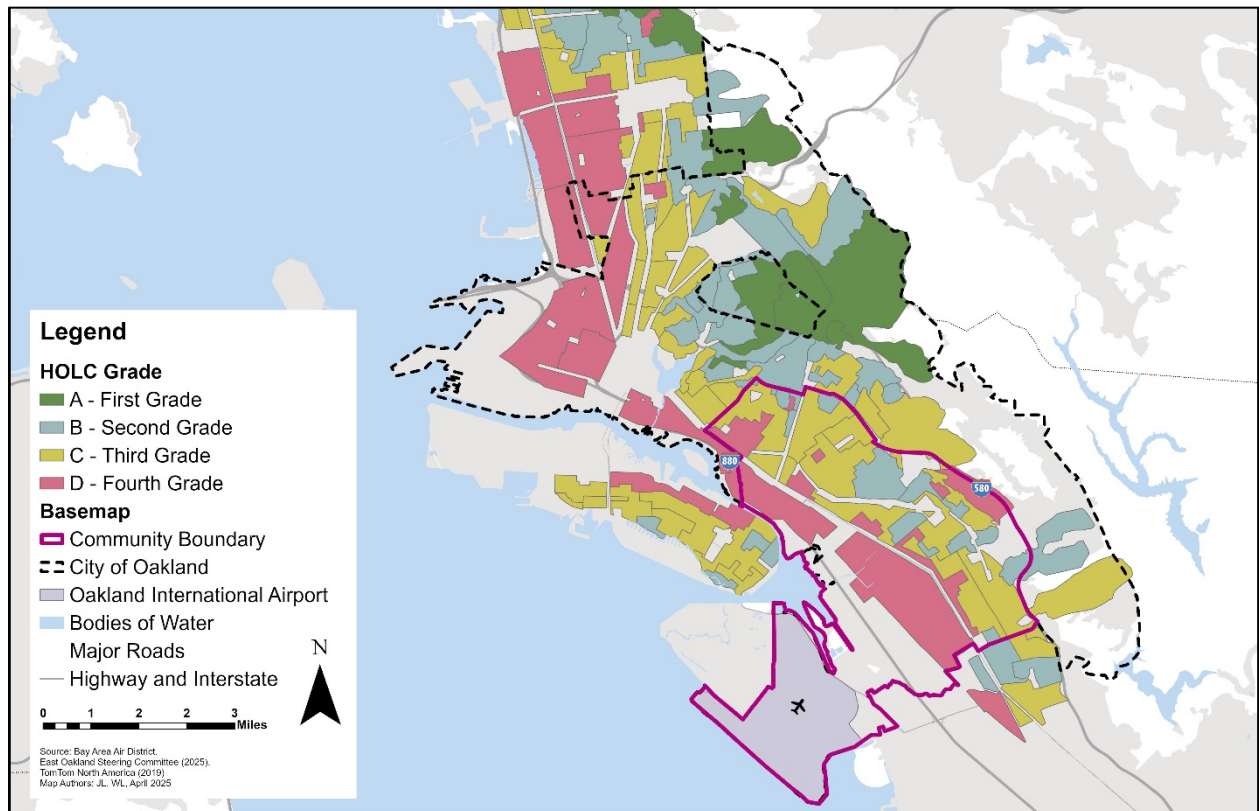 Legend
HOLC Grade
A - First Grade
B - Second Grade
C - Third Grade
D - Fourth Grade
Basemap
Community Boundary
City of Oakland
Oakland International Airport
Bodies of Water
Major Roads
Highway and Interstate
N
0 1 2 3
Miles
Source: Bay Area Air District.
East Oakland Steering Committee (2025).
TomTom North America (2019)
Map Authors: JL, WL, April 2025
880
580